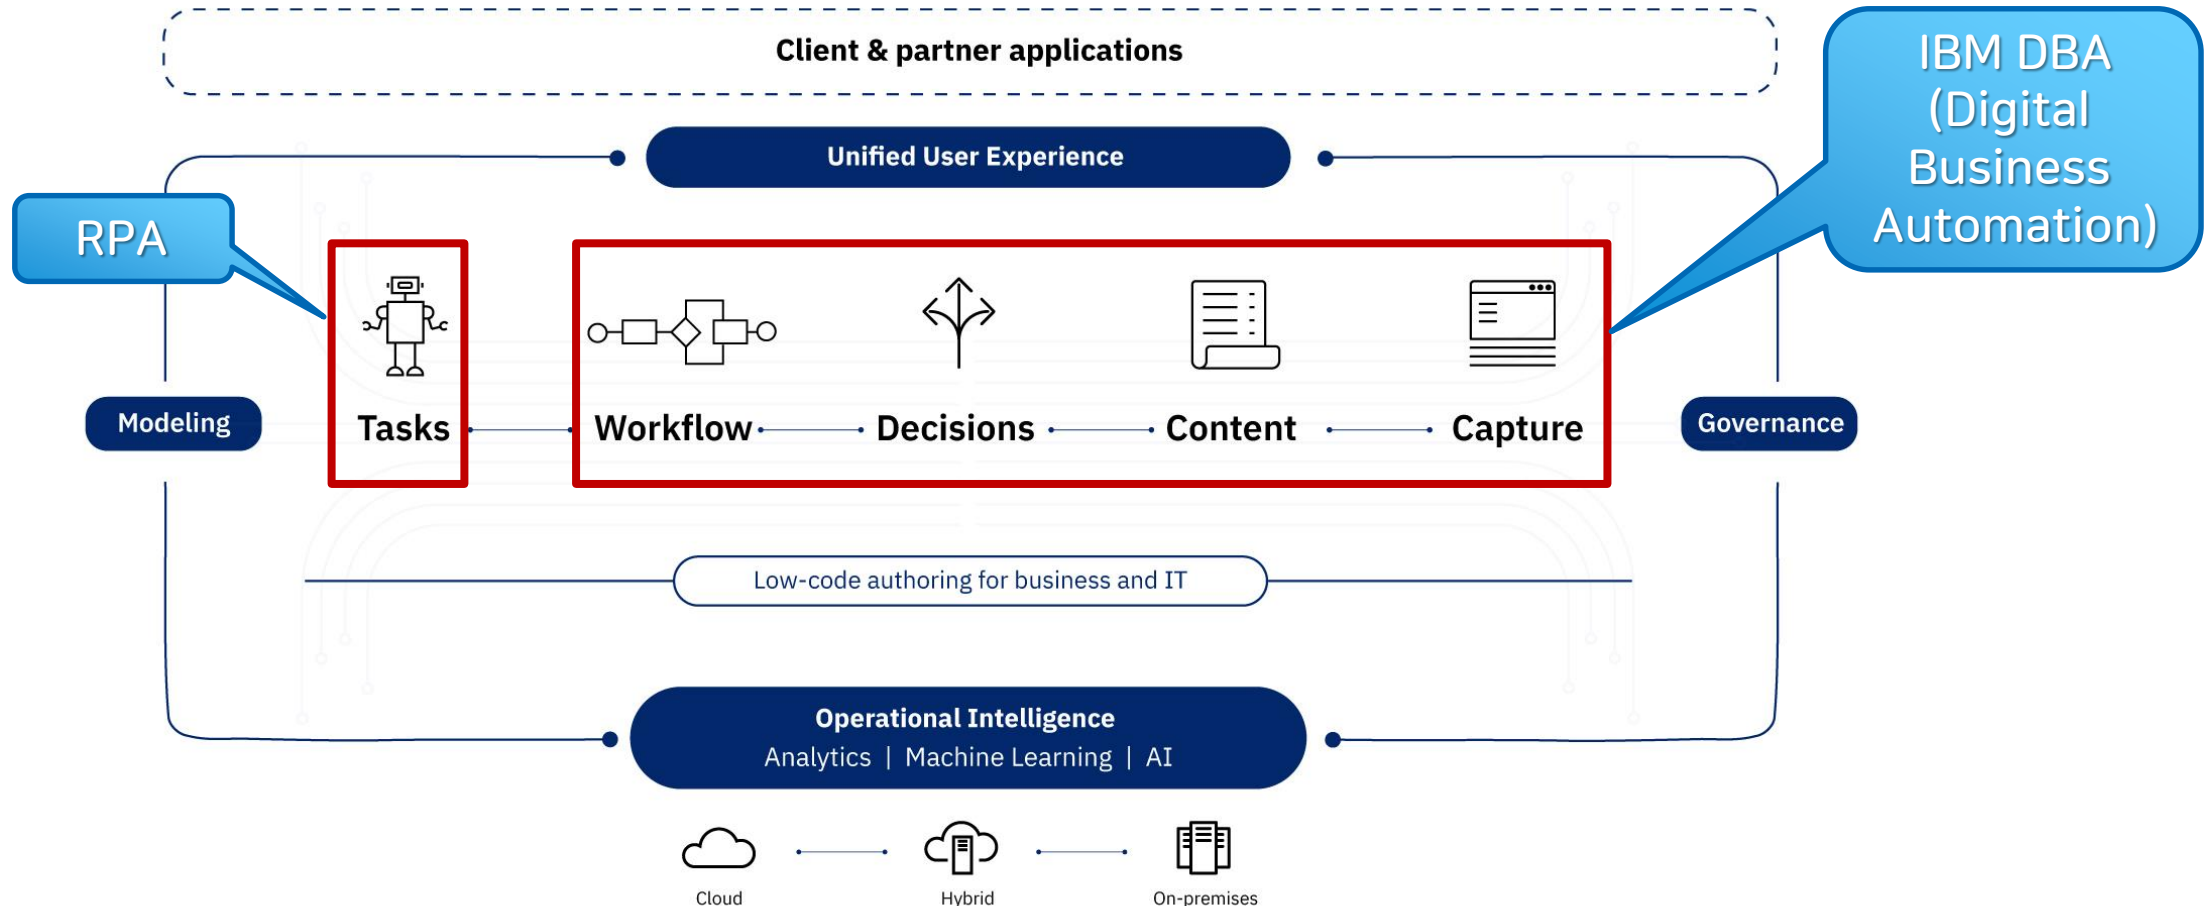 Client & partner applications
IBM DBA
(Digital
Business
Automation)
Unified User Experience
RPA
Modeling
Tasks
Workflow
Decisions
Content
Capture
Governance
Low-code authoring for business and IT
Operational Intelligence
Analytics | Machine Learning | AI
Cloud
Hybrid
On-premises